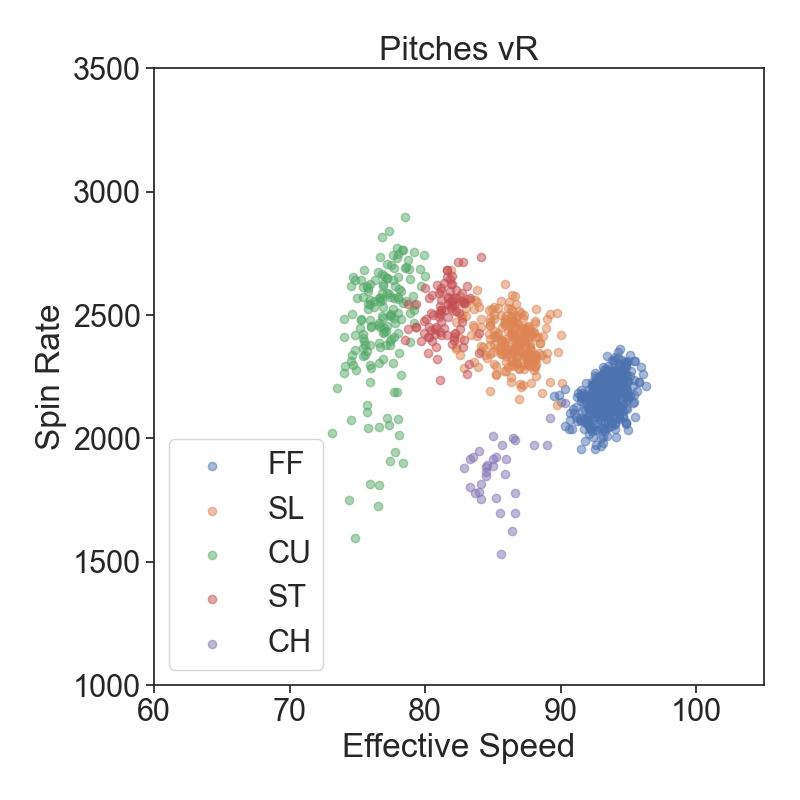 Pitches vR
3500
3000
2500
2000
1500
1000
Spin Rate
FF
SL
CU
ST
CH
60 70 80 90 100
Effective Speed